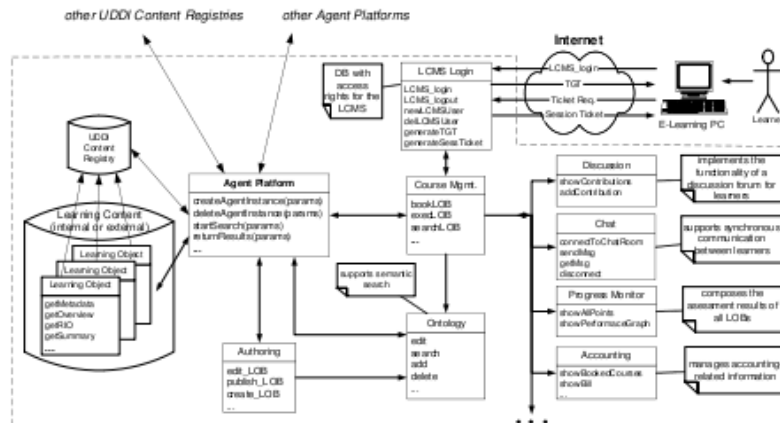 other UDDI Content Registries
other Agent Platforms
Internet
DB with
access
rights for the
LCMS
LCMS Login
LCMS_login
LCMS_logout
newLCMSUser
delLCMSUser
generateTGT
generateSessTicket
LCMS_login
TGT
Ticket Req.
Session Ticket
E-Learning PC
Learne
UDDI
Content
Registry
Learning Content
(internal or external)
Learning Object
Learning Object
Learning Object
getMetadata
getOverview
getRIO
getSummary
...
Agent Platform
createAgentInstance(params)
deleteAgentInstance(params)
startSearch(params)
returnResults(params)
...
Course Mgmt.
bookLOB
execLOB
searchLOB
...
supports semantic
search
Ontology
edit
search
add
delete
...
Authoring
edit_LOB
publish_LOB
create_LOB
...
Discussion
showContributions
addContribution
implements the
functionality of a
discussion forum for
learners
Chat
connectToChatRoom
sendMsg
getMsg
disconnect
supports synchronous
communication
between learners
Progress Monitor
showAllPoints
showPerformaceGraph
composes the
assesment results of
all LOBs
Accounting
showBookedCourses
showBill
...
manages accounting
related information
...